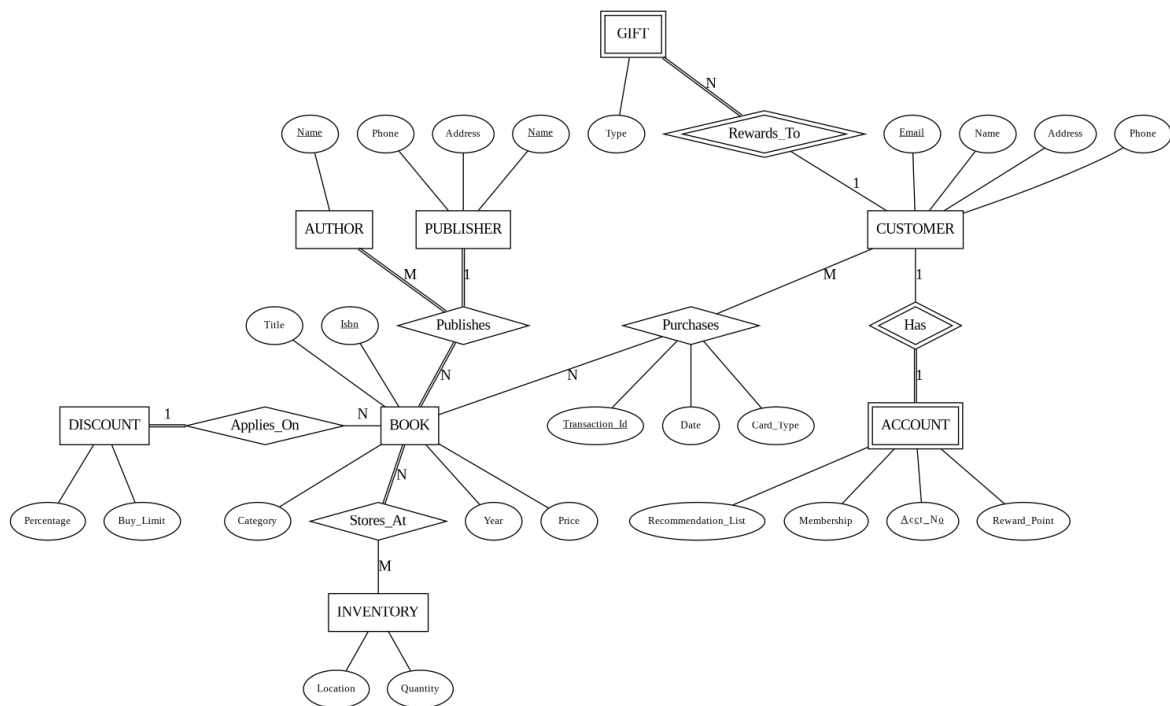 GIFT
N
Name
Phone
Address
Name
Type
Rewards_To
Email
Name
Address
Phone
1
AUTHOR
PUBLISHER
CUSTOMER
M
1
M
1
Title
Isbn
Publishes
Purchases
Has
N
N
1
DISCOUNT
1
Applies_On
N
BOOK
Transaction_Id
Date
Card_Type
ACCOUNT
N
Percentage
Buy_Limit
Category
Stores_At
Year
Price
Recommendation_List
Membership
Acct_No
Reward_Point
M
INVENTORY
Location
Quantity